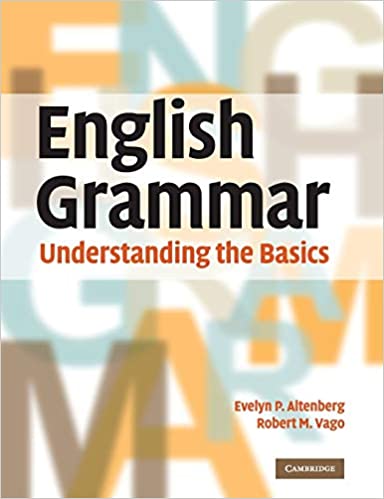 English
Grammar
Understanding the Basics
Evelyn P. Altenberg
Robert M. Vago
CAMBRIDGE